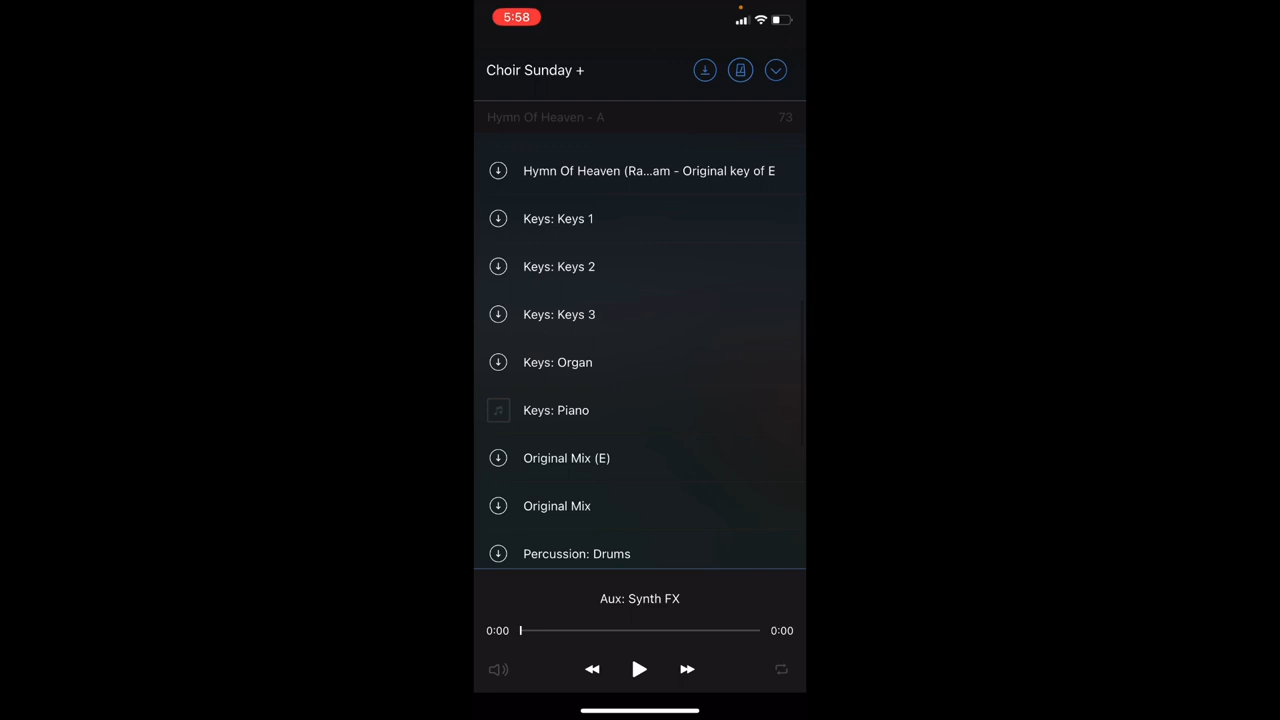 5:58
Choir Sunday +
Hymn Of Heaven - A 73
Hymn Of Heaven (Ra...am - Original key of E
Keys: Keys 1
Keys: Keys 2
Keys: Keys 3
Keys: Organ
Keys: Piano
Original Mix (E)
Original Mix
Percussion: Drums
Aux: Synth FX
0:00 0:00